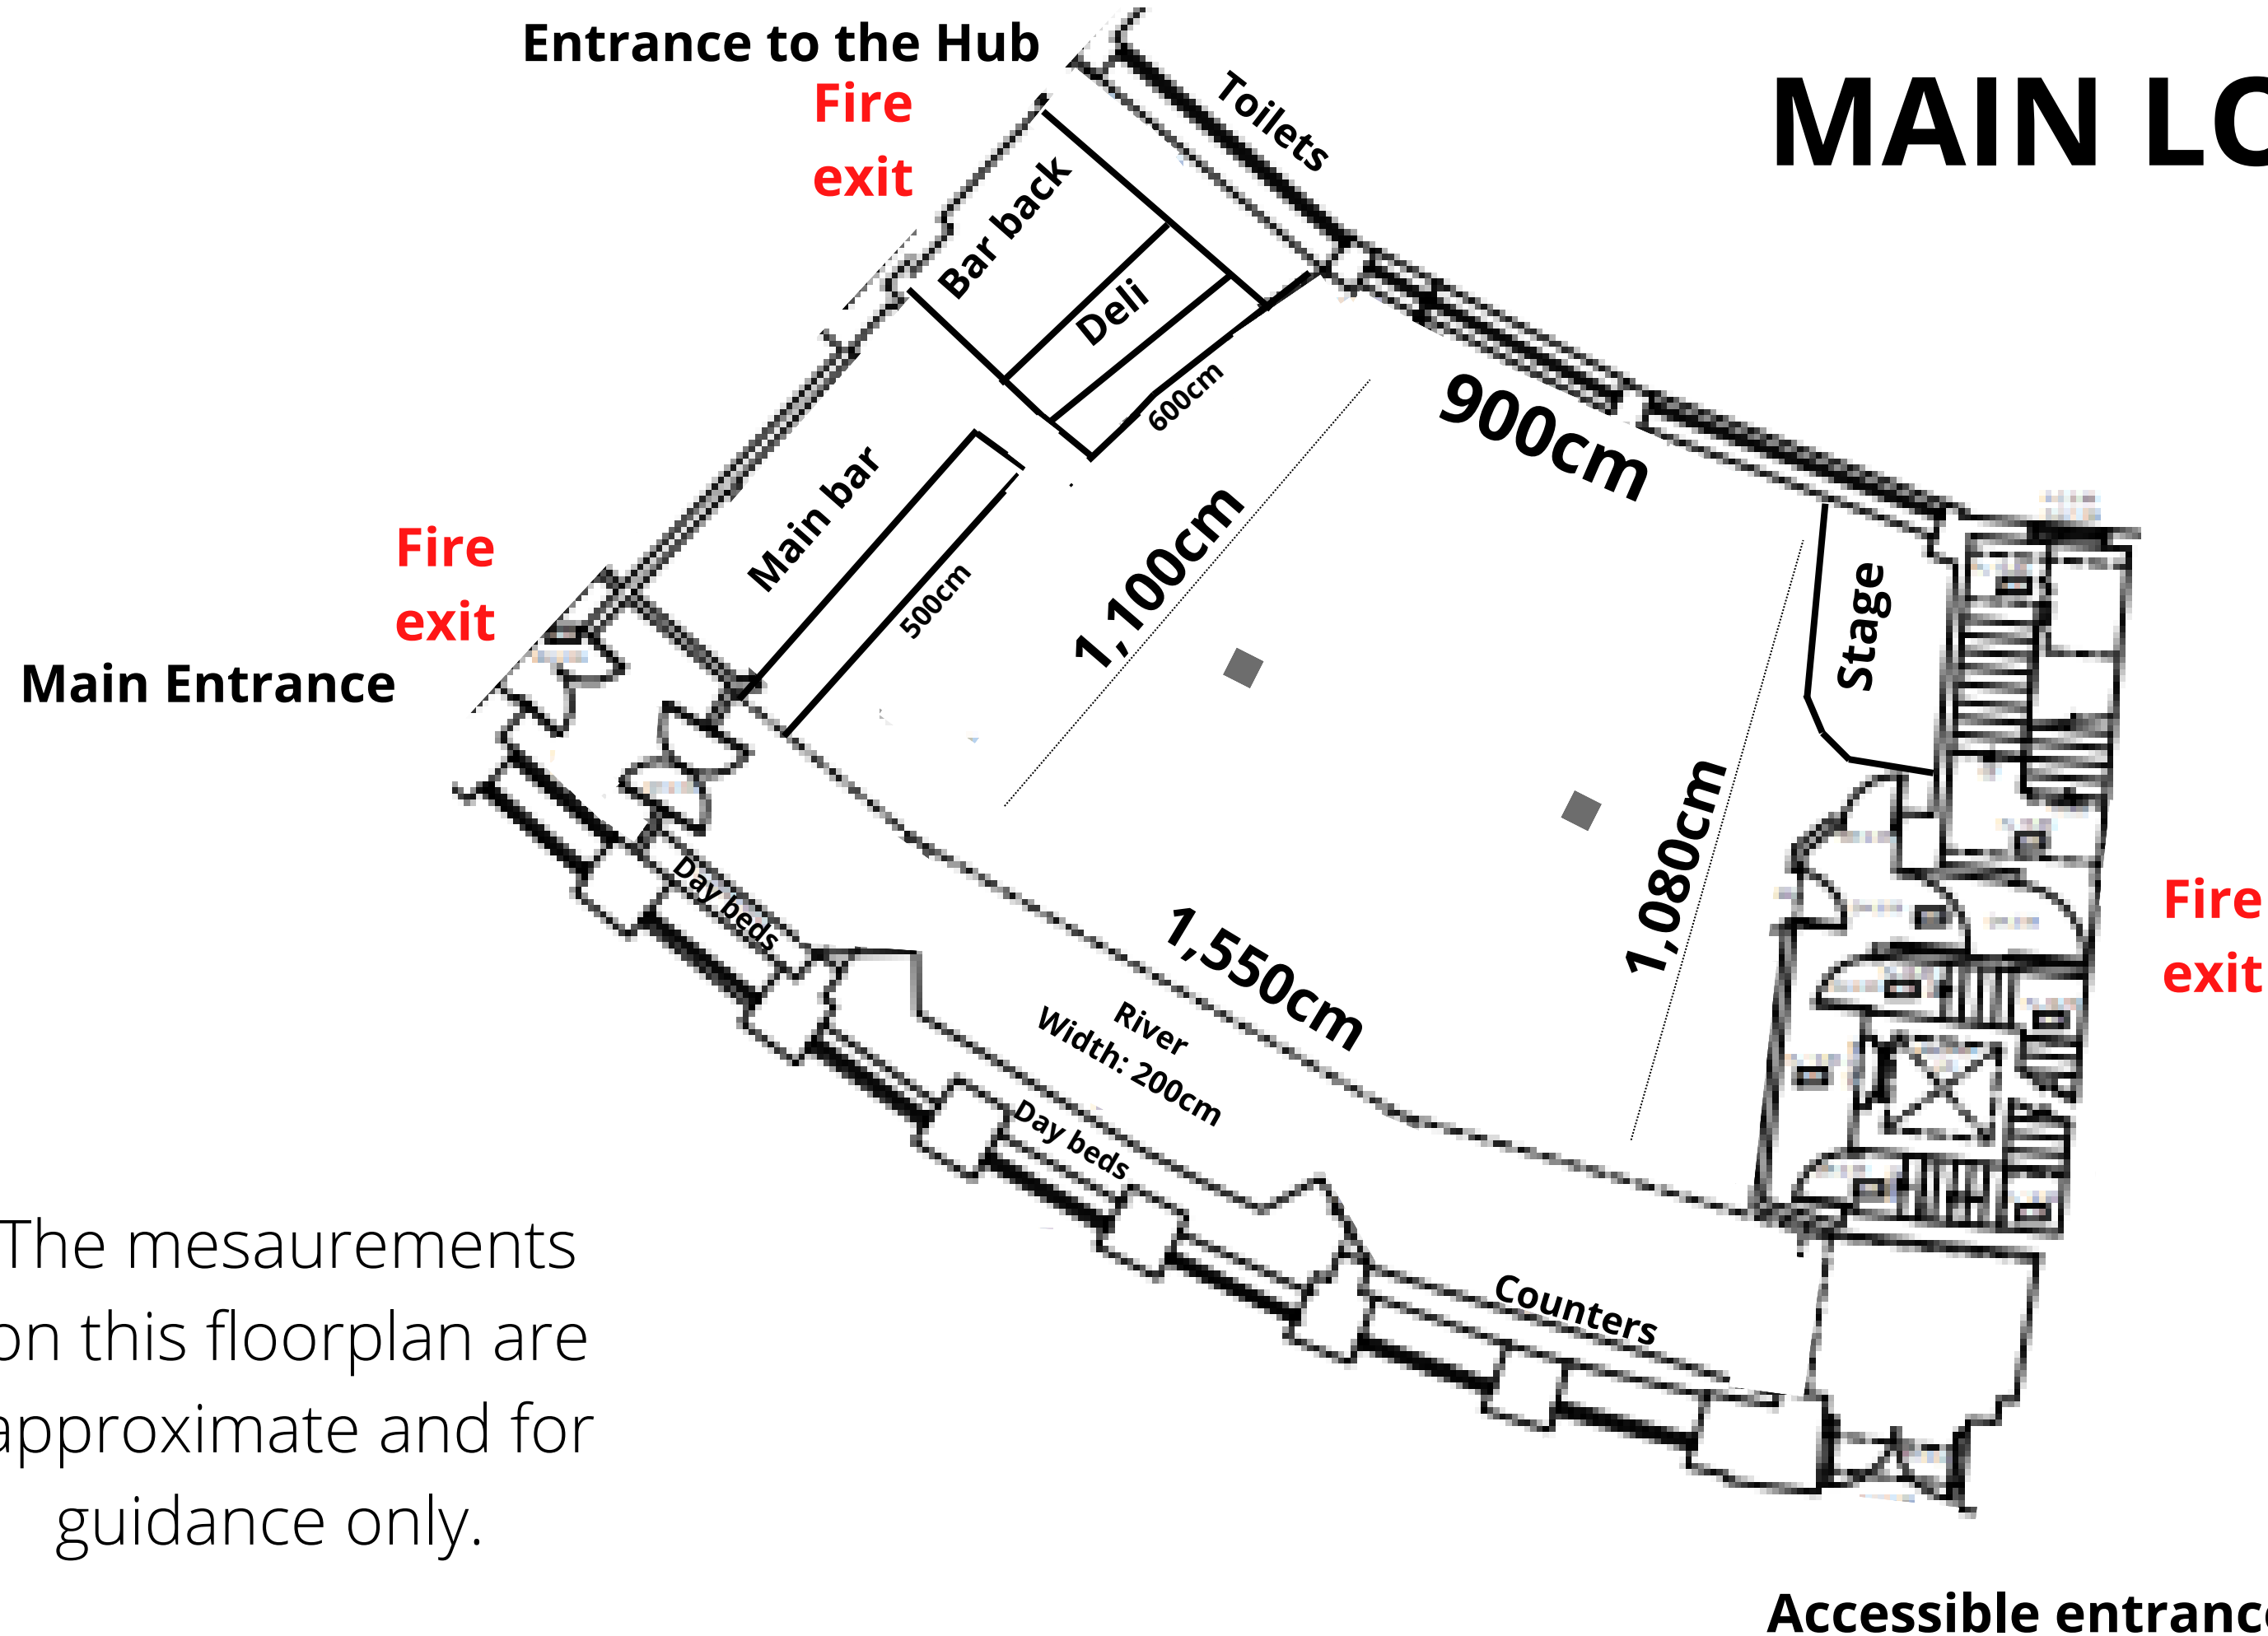 Entrance to the Hub
Fire
exit
Toilets
MAIN LO
Bar back
Deli
600cm
900cm
Main bar
500cm
1,100cm
Stage
Fire
exit
Main Entrance
1,080cm
Fire
exit
Day beds
1,550cm
River
Width: 200cm
Day beds
Counters
The mesaurements
on this floorplan are
approximate and for
guidance only.
Accessible entrance